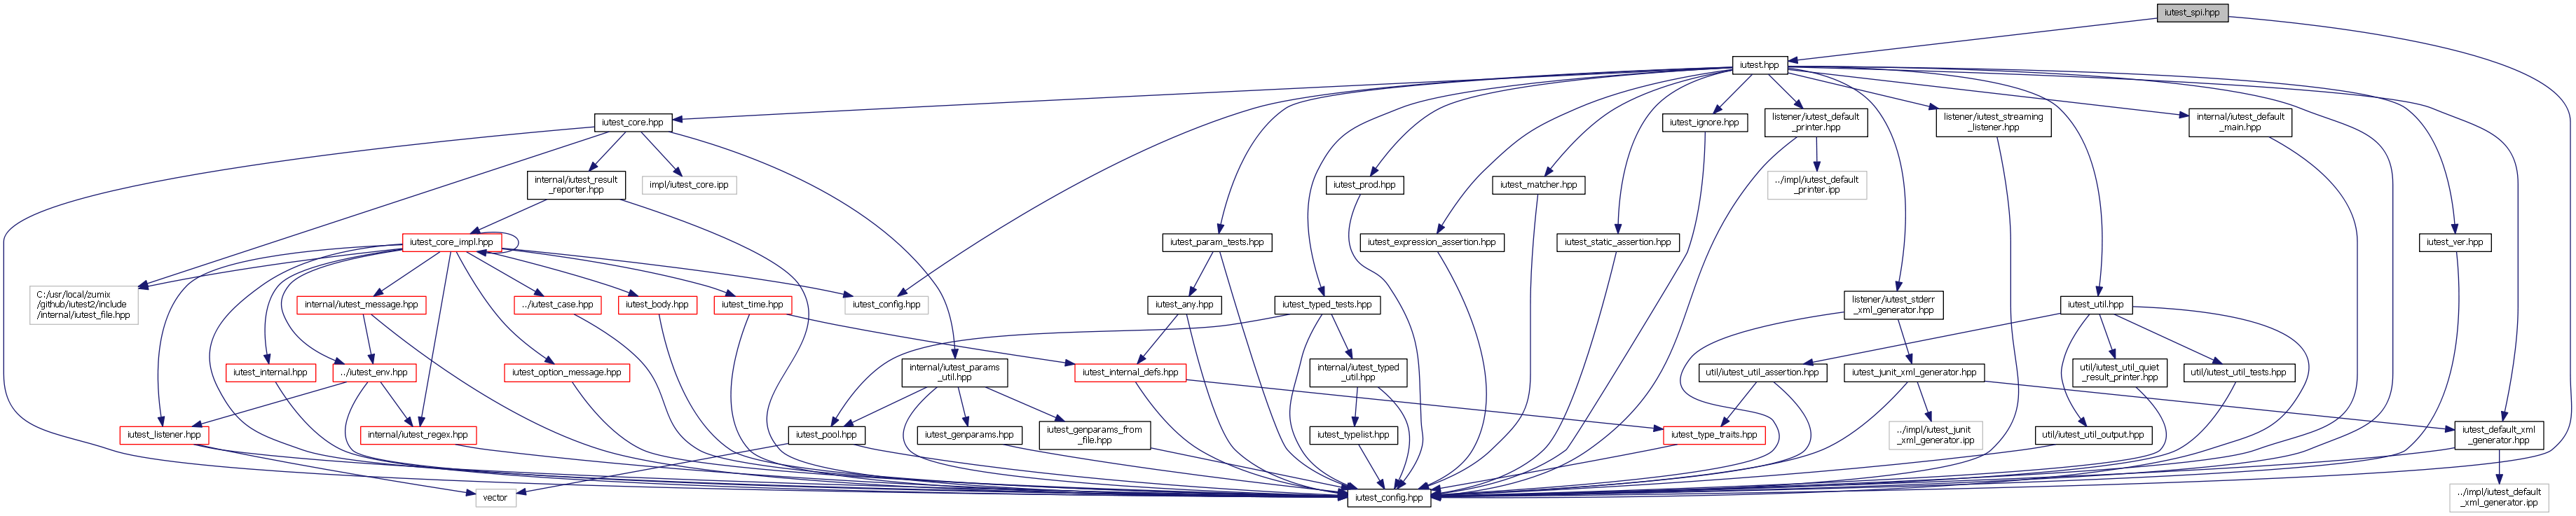 iutest_spi.hpp
iutest.hpp
iutest_core.hpp
iutest_ignore.hpp
listener/iutest_default
_printer.hpp
listener/iutest_streaming
_listener.hpp
internal/iutest_default
_main.hpp
internal/iutest_result
_reporter.hpp
impl/iutest_core.ipp
iutest_prod.hpp
iutest_matcher.hpp
../impl/iutest_default
_printer.ipp
iutest_core_impl.hpp
iutest_param_tests.hpp
iutest_expression_assertion.hpp
iutest_static_assertion.hpp
iutest_ver.hpp
C:/usr/local/zumix
/github/iutest2/include
/internal/iutest_file.hpp
internal/iutest_message.hpp
../iutest_case.hpp
iutest_body.hpp
iutest_time.hpp
iutest_config.hpp
iutest_any.hpp
iutest_typed_tests.hpp
listener/iutest_stderr
_xml_generator.hpp
iutest_util.hpp
iutest_internal.hpp
../iutest_env.hpp
iutest_option_message.hpp
internal/iutest_params
_util.hpp
iutest_internal_defs.hpp
internal/iutest_typed
_util.hpp
util/iutest_util_assertion.hpp
iutest_junit_xml_generator.hpp
util/iutest_util_quiet
_result_printer.hpp
util/iutest_util_tests.hpp
iutest_listener.hpp
internal/iutest_regex.hpp
iutest_pool.hpp
iutest_genparams.hpp
iutest_genparams_from
_file.hpp
iutest_typelist.hpp
iutest_type_traits.hpp
../impl/iutest_junit
_xml_generator.ipp
util/iutest_util_output.hpp
iutest_default_xml
_generator.hpp
vector
iutest_config.hpp
../impl/iutest_default
_xml_generator.ipp